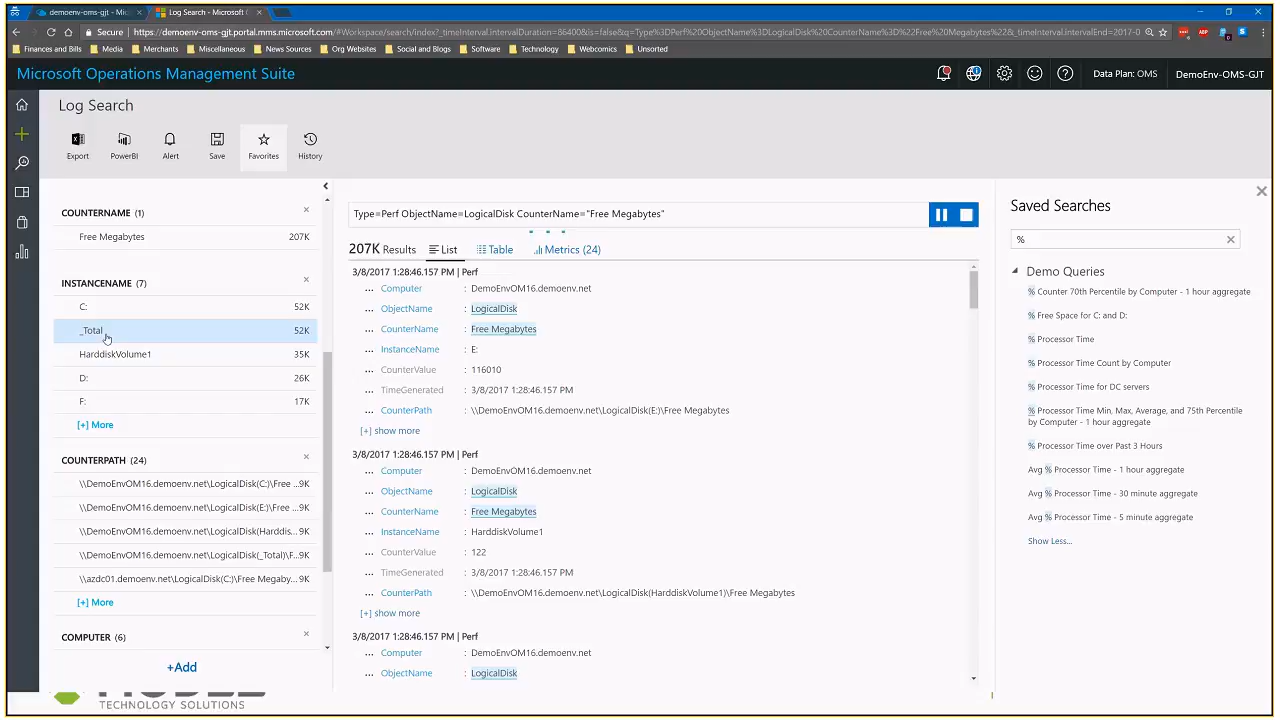 demoenv-oms-gjt - Mic
Log Search - Microsoft
Secure
https://demoenv-oms-gjt.portal.mms.microsoft.com/#Workspace/search/index?_timeInterval.intervalDuration=86400&is=false&q=Type%3DPerf%20ObjectName%3DLogicalDisk%20CounterName%3D%22Free%20Megabytes%22&_timeInterval.intervalEnd=2017-0
Finances and Bills
Media
Merchants
Miscellaneous
News Sources
Org Websites
Social and Blogs
Software
Technology
Webcomics
Unsorted
Microsoft Operations Management Suite
Data Plan: OMS
DemoEnv-OMS-GJT
Log Search
Export
PowerBI
Alert
Save
Favorites
History
COUNTERNAME (1)
Free Megabytes 207K
INSTANCENAME (7)
C: 52K
_Total 52K
HarddiskVolume1 35K
D: 26K
F: 17K
[+] More
COUNTERPATH (24)
\\DemoEnvOM16.demoenv.net\LogicalDisk(C:)\Free ...9K
\\DemoEnvOM16.demoenv.net\LogicalDisk(E:)\Free ...9K
\\DemoEnvOM16.demoenv.net\LogicalDisk(Harddis...9K
\\DemoEnvOM16.demoenv.net\LogicalDisk(_Total)\F...9K
\\azdc01.demoenv.net\LogicalDisk(C:)\Free Megaby...9K
[+] More
COMPUTER (6)
+Add
Type=Perf ObjectName=LogicalDisk CounterName="Free Megabytes"
207K Results
List
Table
Metrics (24)
3/8/2017 1:28:46.157 PM | Perf
... Computer : DemoEnvOM16.demoenv.net
... ObjectName : LogicalDisk
... CounterName : Free Megabytes
... InstanceName : E:
... CounterValue : 116010
... TimeGenerated : 3/8/2017 1:28:46.157 PM
... CounterPath : \\DemoEnvOM16.demoenv.net\LogicalDisk(E:)\Free Megabytes
[+] show more
3/8/2017 1:28:46.157 PM | Perf
... Computer : DemoEnvOM16.demoenv.net
... ObjectName : LogicalDisk
... CounterName : Free Megabytes
... InstanceName : HarddiskVolume1
... CounterValue : 122
... TimeGenerated : 3/8/2017 1:28:46.157 PM
... CounterPath : \\DemoEnvOM16.demoenv.net\LogicalDisk(HarddiskVolume1)\Free Megabytes
[+] show more
3/8/2017 1:28:46.157 PM | Perf
... Computer : DemoEnvOM16.demoenv.net
... ObjectName : LogicalDisk
Saved Searches
%
Demo Queries
% Counter 70th Percentile by Computer - 1 hour aggregate
% Free Space for C: and D:
% Processor Time
% Processor Time Count by Computer
% Processor Time for DC servers
% Processor Time Min, Max, Average, and 75th Percentile
by Computer - 1 hour aggregate
% Processor Time over Past 3 Hours
Avg % Processor Time - 1 hour aggregate
Avg % Processor Time - 30 minute aggregate
Avg % Processor Time - 5 minute aggregate
Show Less...
TECHNOLOGY SOLUTIONS